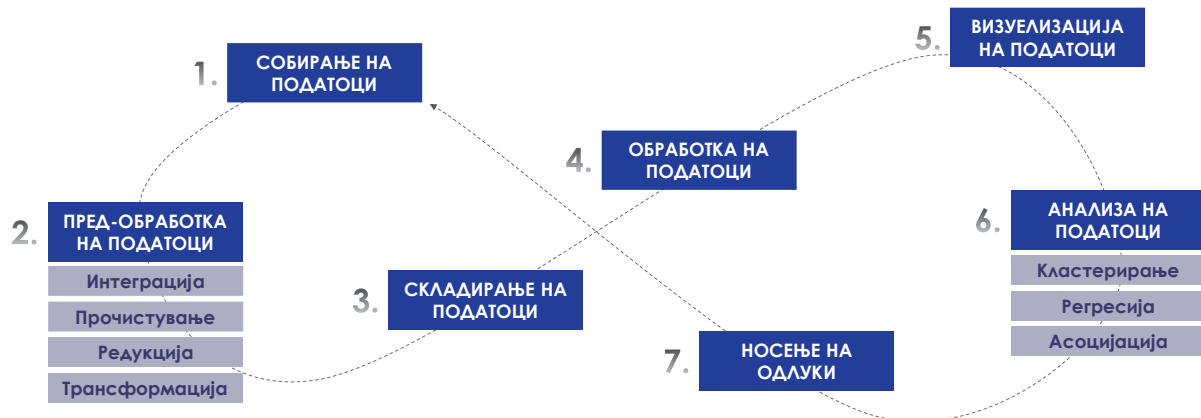 1.
СОБИРАЊЕ НА
ПОДАТОЦИ
2.
ПРЕД-ОБРАБОТКА
НА ПОДАТОЦИ
Интеграција
Прочистување
Редукција
Трансформација
3.
СКЛАДИРАЊЕ НА
ПОДАТОЦИ
4.
ОБРАБОТКА НА
ПОДАТОЦИ
5.
ВИЗУЕЛИЗАЦИЈА
НА ПОДАТОЦИ
6.
АНАЛИЗА НА
ПОДАТОЦИ
Кластерирање
Регресија
Асоцијација
7.
НОСЕЊЕ НА
ОДЛУКИ